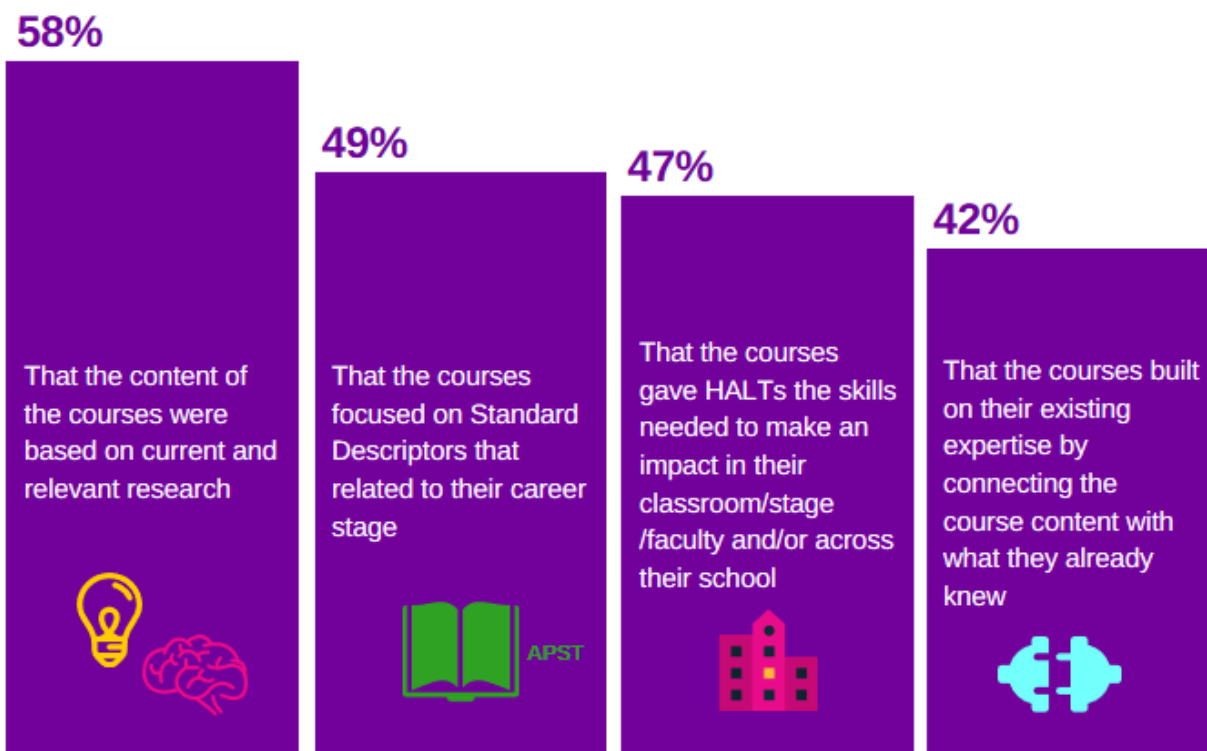 58%
That the content of
the courses were
based on current and
relevant research
49%
That the courses
focused on Standard
Descriptors that
related to their career
stage
APST
47%
That the courses
gave HALTs the skills
needed to make an
impact in their
classroom/stage
/faculty and/or across
their school
42%
That the courses built
on their existing
expertise by
connecting the
course content with
what they already
knew